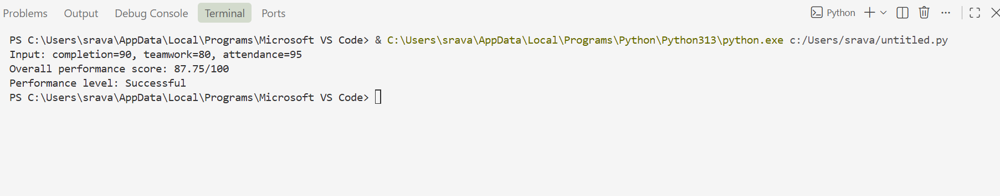 Problems Output Debug Console Terminal Ports Python
PS C:\Users\srava\AppData\Local\Programs\Microsoft VS Code> & C:\Users\srava\AppData\Local\Programs\Python\Python313\python.exe c:/Users/srava/untitled.py
Input: completion=90, teamwork=80, attendance=95
Overall performance score: 87.75/100
Performance level: Successful
PS C:\Users\srava\AppData\Local\Programs\Microsoft VS Code>